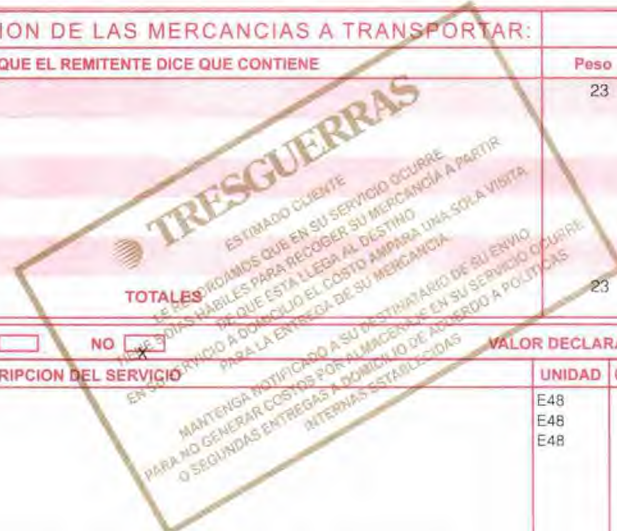 ION DE LAS MERCANCIAS A TRANSPORTAR:
QUE EL REMITENTE DICE QUE CONTIENE
Peso
23
TRESGUERRAS
ESTIMADO CLIENTE
LE RECORDAMOS QUE EN SU SERVICIO OCURRE
TIENE 5 DIAS HÁBILES PARA RECOGER SU MERCANCÍA A PARTIR
DE QUE ESTA LLEGA AL DESTINO
EN SU SERVICIO A DOMICILIO EL COSTO AMPARA UNA SOLA VISITA
PARA LA ENTREGA DE SU MERCANCIA.
MANTENGA NOTIFICADO A SU DESTINATARIO DE SU ENVIO
PARA NO GENERAR COSTOS POR ALMACENAJE EN SU SERVICIO OCURRE
O SEGUNDAS ENTREGAS A DOMICILIO DE ACUERDO A POLITICAS
INTERNAS ESTABLECIDAS
TOTALES
23
NO X
VALOR DECLARA
RIPCION DEL SERVICIO
UNIDAD
E48
E48
E48